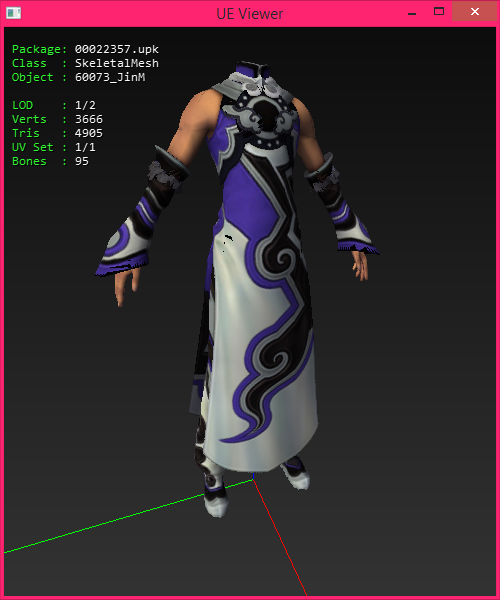 UE Viewer
Package: 00022357.upk
Class : SkeletalMesh
Object : 60073_JinM
LOD : 1/2
Verts : 3666
Tris : 4905
UV Set : 1/1
Bones : 95